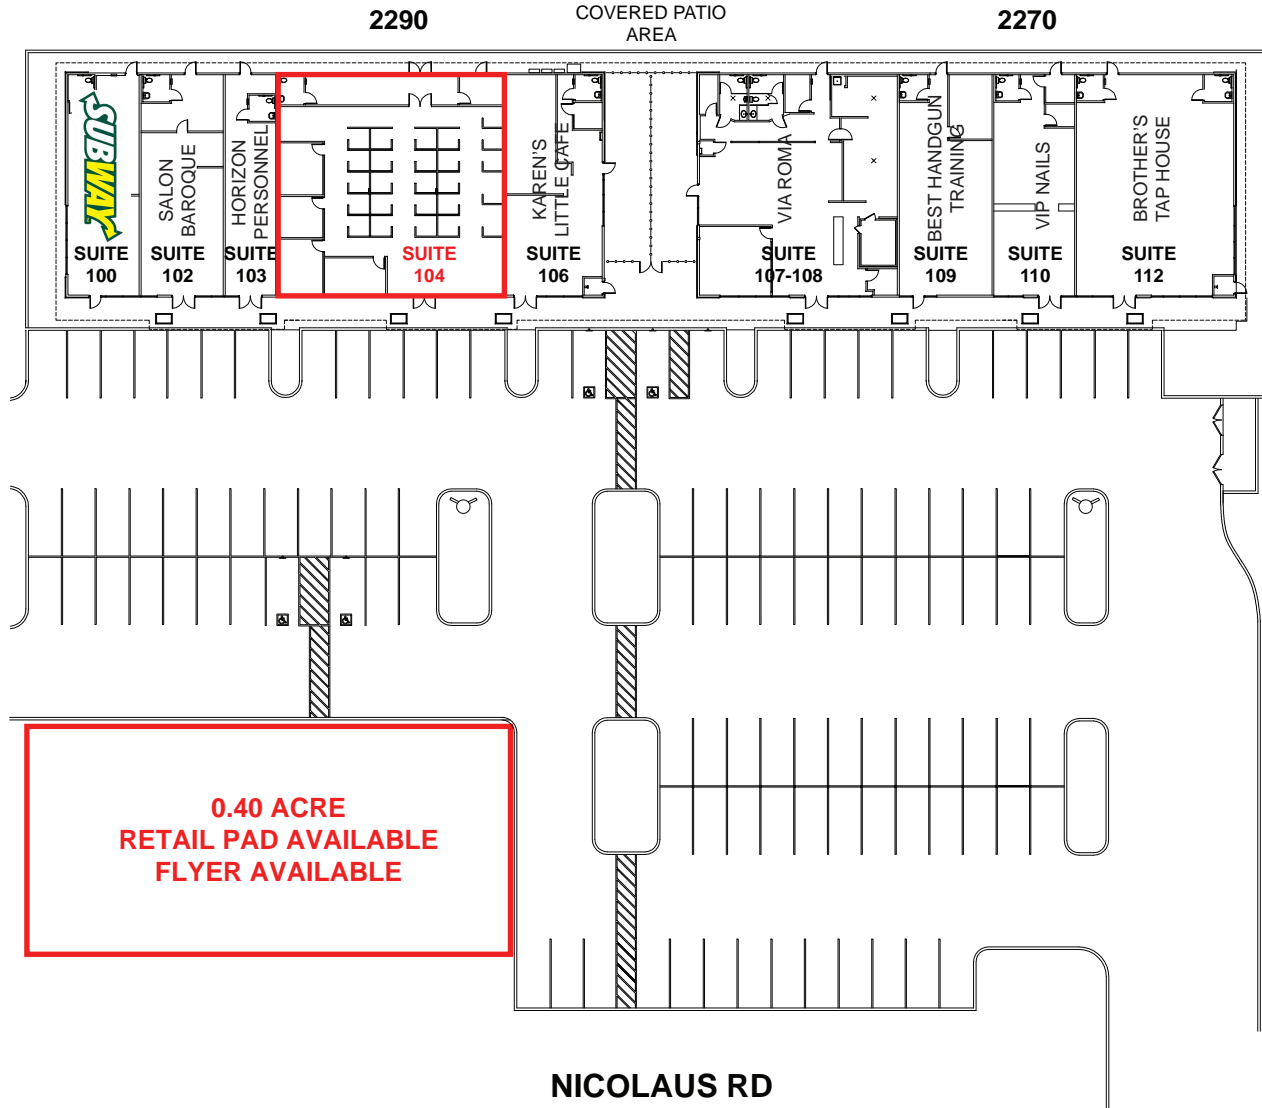 2290
COVERED PATIO
AREA
2270
SUBWAY
SUITE
100
SALON
BAROQUE
SUITE
102
HORIZON
PERSONNEL
SUITE
103
SUITE
104
KAREN'S
LITTLE CAFE
SUITE
106
VIA ROMA
SUITE
107-108
BEST HANDGUN
TRAINING
SUITE
109
VIP NAILS
SUITE
110
BROTHER'S
TAP HOUSE
SUITE
112
0.40 ACRE
RETAIL PAD AVAILABLE
FLYER AVAILABLE
NICOLAUS RD